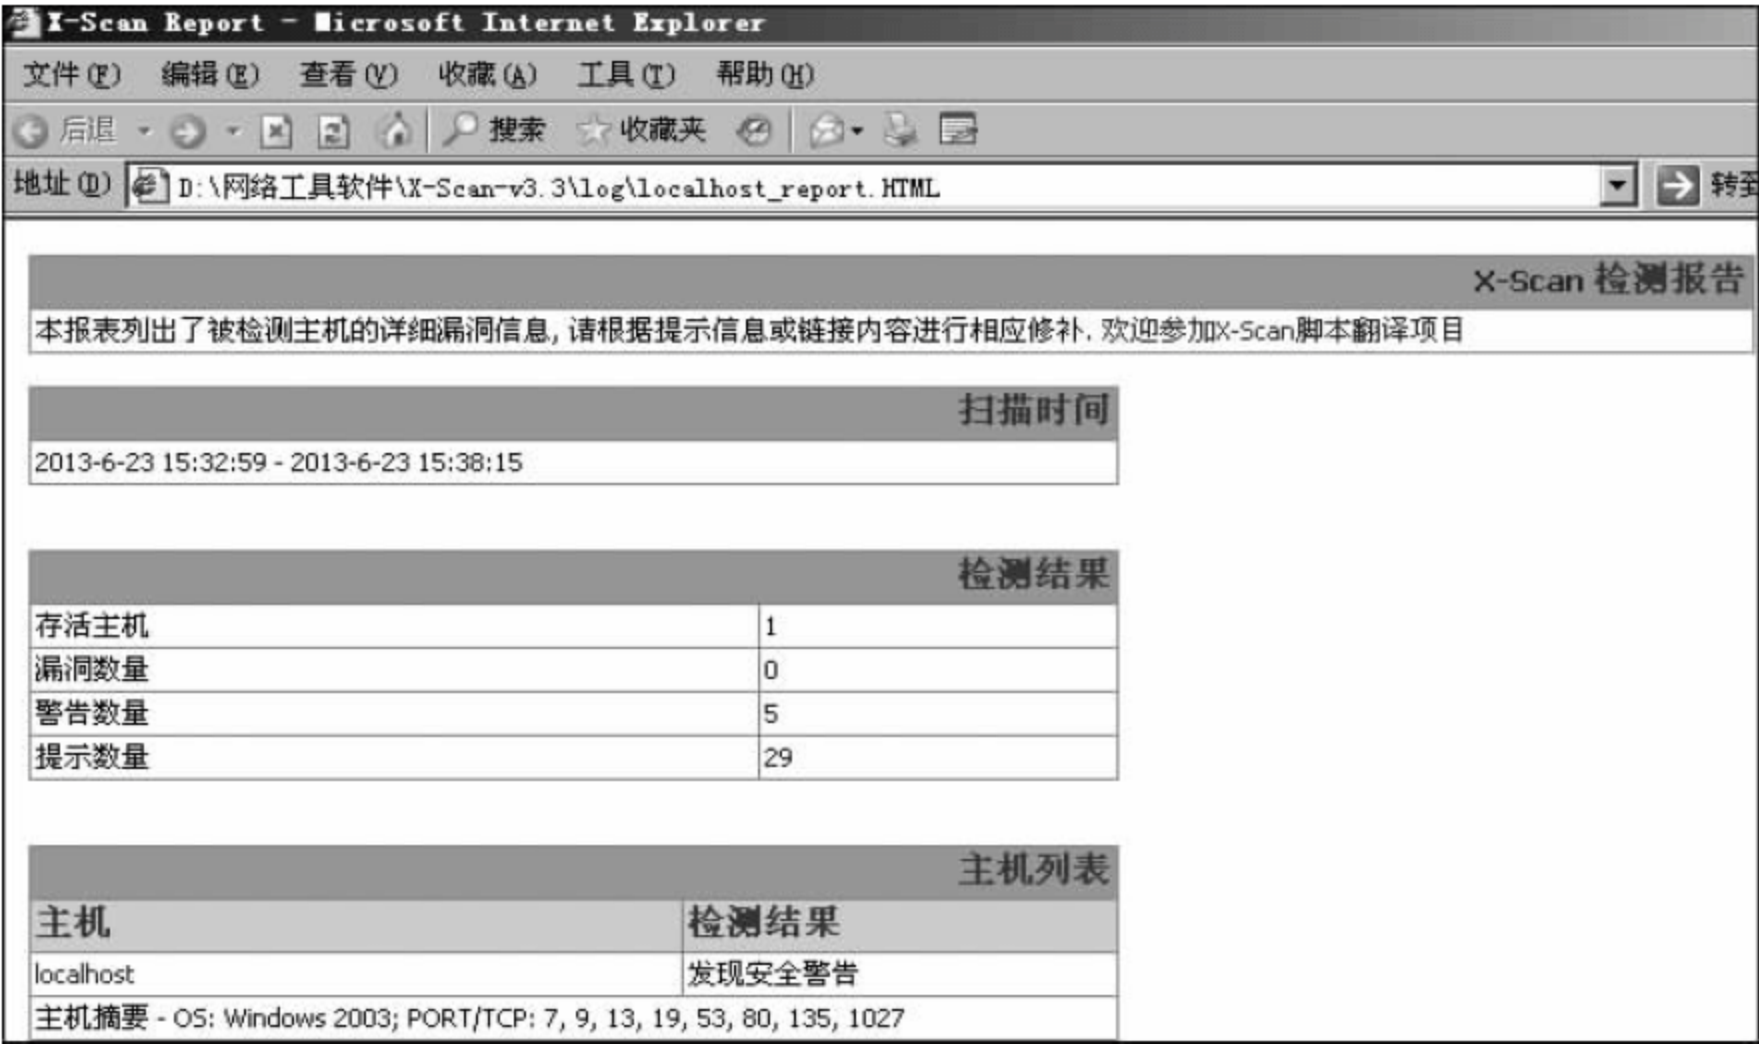 X-Scan Report - Microsoft Internet Explorer
文件(F) 编辑(E) 查看(V) 收藏(A) 工具(T) 帮助(H)
后退 搜索 收藏夹
地址(D) D:\网络工具软件\X-Scan-v3.3\log\localhost_report.HTML 转到
X-Scan 检测报告
本报表列出了被检测主机的详细漏洞信息, 请根据提示信息或链接内容进行相应修补. 欢迎参加X-Scan脚本翻译项目
扫描时间
2013-6-23 15:32:59 - 2013-6-23 15:38:15
检测结果
存活主机 1
漏洞数量 0
警告数量 5
提示数量 29
主机列表
主机 检测结果
localhost 发现安全警告
主机摘要 - OS: Windows 2003; PORT/TCP: 7, 9, 13, 19, 53, 80, 135, 1027